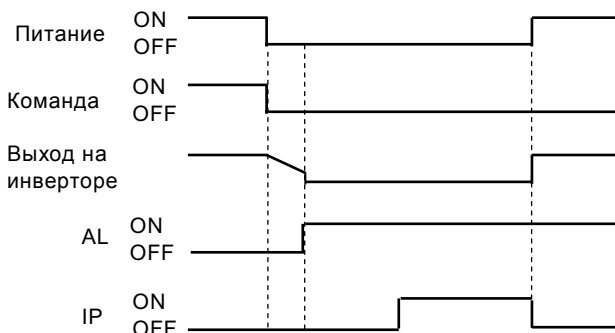 Питание
ON
OFF
Команда
ON
OFF
Выход на
инверторе
AL
ON
OFF
IP
ON
OFF